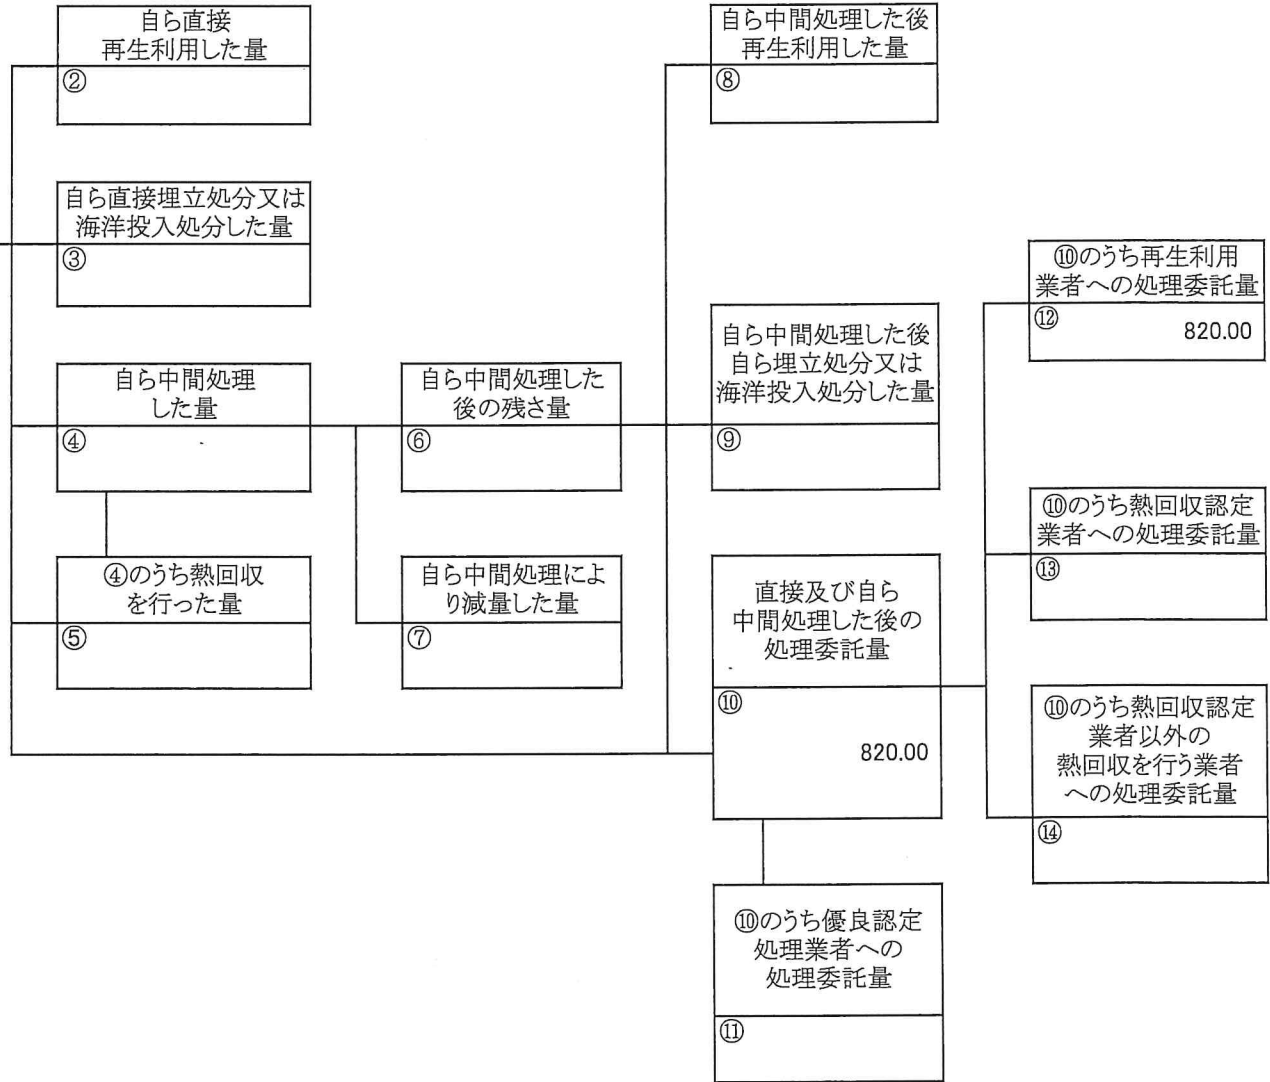 自ら直接
再生利用した量
②
自ら中間処理した後
再生利用した量
⑧
自ら直接埋立処分又は
海洋投入処分した量
③
⑩のうち再生利用
業者への処理委託量
⑫
820.00
自ら中間処理した後
自ら埋立処分又は
海洋投入処分した量
⑨
自ら中間処理
した量
④
自ら中間処理した
後の残さ量
⑥
⑩のうち熱回収認定
業者への処理委託量
⑬
④のうち熱回収
を行った量
⑤
自ら中間処理によ
り減量した量
⑦
直接及び自ら
中間処理した後の
処理委託量
⑩
820.00
⑩のうち熱回収認定
業者以外の
熱回収を行う業者
への処理委託量
⑭
⑩のうち優良認定
処理業者への
処理委託量
⑪